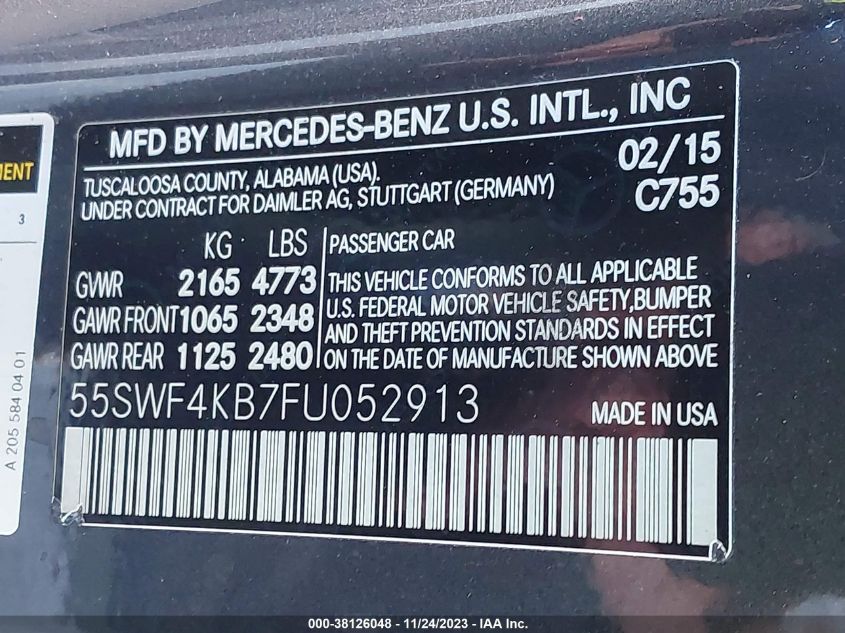 MFD BY MERCEDES-BENZ U.S. INTL., INC
TUSCALOOSA COUNTY, ALABAMA (USA).
UNDER CONTRACT FOR DAIMLER AG, STUTTGART (GERMANY)
02/15
C755
KG LBS
GVWR 2165 4773
GAWR FRONT 1065 2348
GAWR REAR 1125 2480
PASSENGER CAR
THIS VEHICLE CONFORMS TO ALL APPLICABLE
U.S. FEDERAL MOTOR VEHICLE SAFETY, BUMPER
AND THEFT PREVENTION STANDARDS IN EFFECT
ON THE DATE OF MANUFACTURE SHOWN ABOVE
55SWF4KB7FU052913
MADE IN USA
MENT
3
A 205 584 04 01
000-38126048 - 11/24/2023 - IAA Inc.